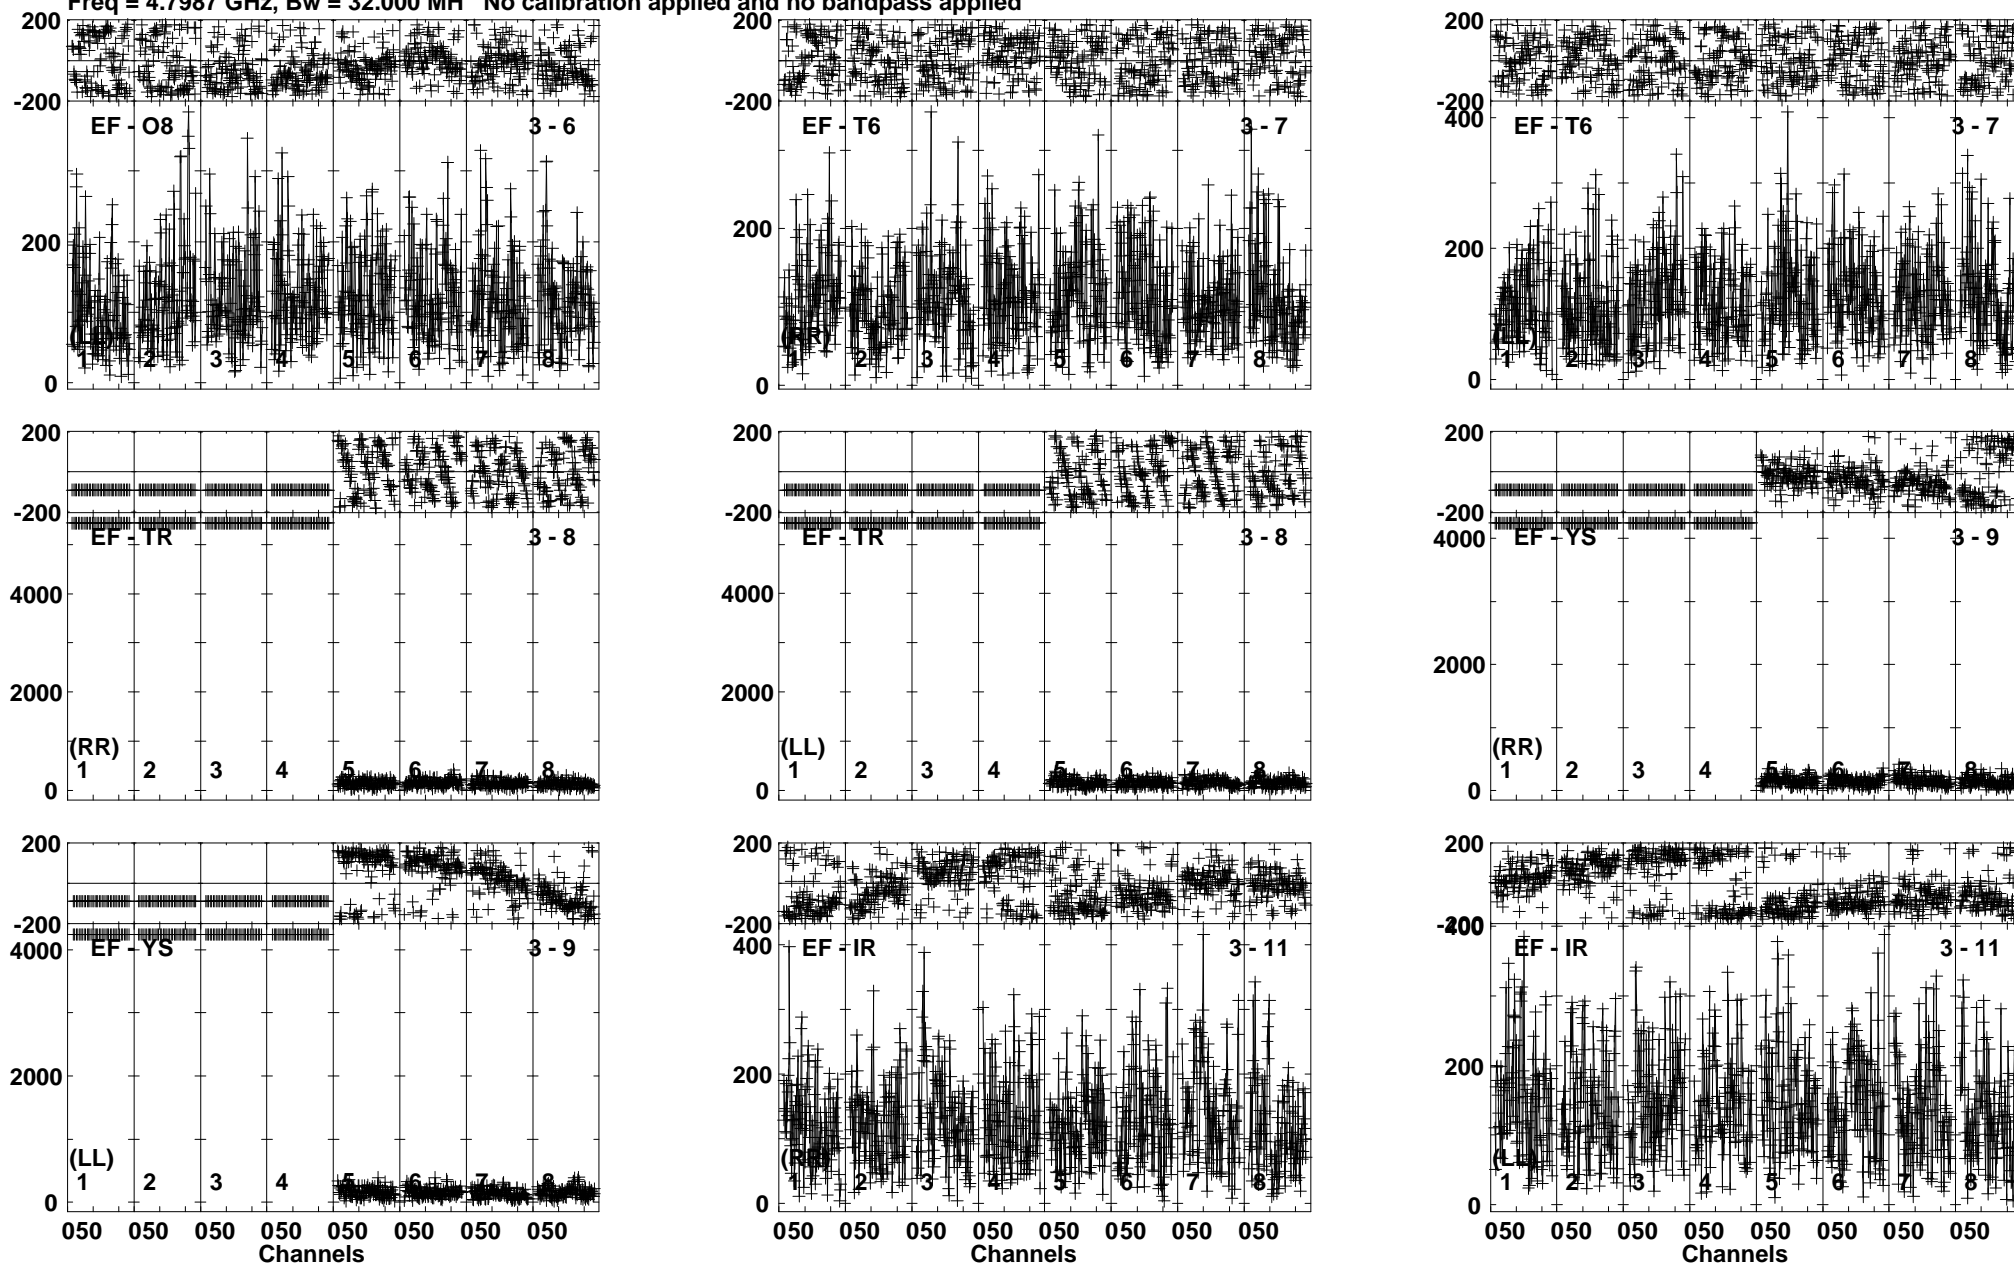 Freq = 4.7987 GHz, Bw = 32.000 MH No calibration applied and no bandpass applied
200
-200
EF - O8 3 - 6
200
0
(LL)
1 2 3 4 5 6 7 8
200
-200
EF - T6 3 - 7
200
0
(RR)
1 2 3 4 5 6 7 8
200
-200
400
EF - T6 3 - 7
200
0
(LL)
1 2 3 4 5 6 7 8
200
-200
EF - TR 3 - 8
4000
2000
0
(RR)
1 2 3 4 5 6 7 8
200
-200
EF - TR 3 - 8
4000
2000
0
(LL)
1 2 3 4 5 6 7 8
200
-200
EF - YS 3 - 9
4000
2000
0
(RR)
1 2 3 4 5 6 7 8
200
-200
EF - YS 3 - 9
4000
2000
0
(LL)
1 2 3 4 5 6 7 8
050 050 050 050 050 050 050 050
Channels
200
-200
EF - IR 3 - 11
400
200
0
(RR)
1 2 3 4 5 6 7 8
050 050 050 050 050 050 050 050
Channels
200
-200
400
EF - IR 3 - 11
200
0
(LL)
1 2 3 4 5 6 7 8
050 050 050 050 050 050 050 050
Channels